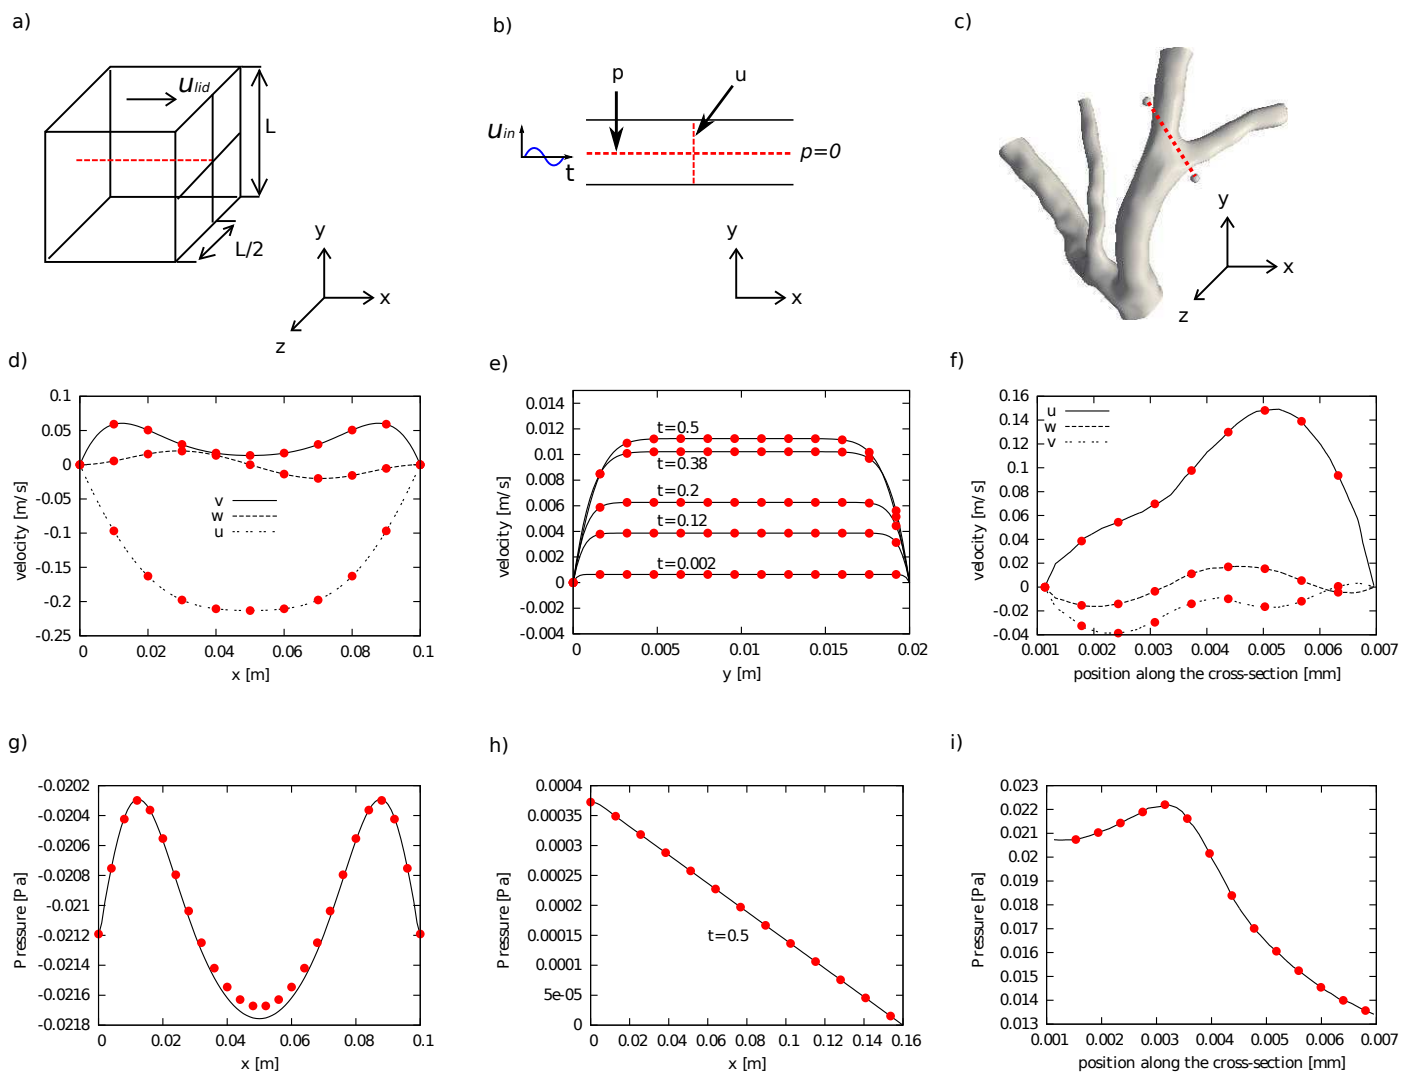 a)
b)
c)
u lid
L
L/2
y
x
z
p
u
u in
t
p=0
y
x
y
x
z
d)
e)
f)
0.1
0.05
0
-0.05
-0.1
-0.15
-0.2
-0.25
velocity [m/s]
v
w
u
0 0.02 0.04 0.06 0.08 0.1
x [m]
0.014
0.012
0.01
0.008
0.006
0.004
0.002
0
-0.002
-0.004
velocity [m/s]
t=0.5
t=0.38
t=0.2
t=0.12
t=0.002
0 0.005 0.01 0.015 0.02
y [m]
0.16
0.14
0.12
0.1
0.08
0.06
0.04
0.02
0
-0.02
-0.04
velocity [m/s]
u
w
v
0.001 0.002 0.003 0.004 0.005 0.006 0.007
position along the cross-section [mm]
g)
h)
i)
-0.0202
-0.0204
-0.0206
-0.0208
-0.021
-0.0212
-0.0214
-0.0216
-0.0218
Pressure [Pa]
0 0.02 0.04 0.06 0.08 0.1
x [m]
0.0004
0.00035
0.0003
0.00025
0.0002
0.00015
0.0001
5e-05
0
Pressure [Pa]
t=0.5
0 0.02 0.04 0.06 0.08 0.1 0.12 0.14 0.16
x [m]
0.023
0.022
0.021
0.02
0.019
0.018
0.017
0.016
0.015
0.014
0.013
Pressure [Pa]
0.001 0.002 0.003 0.004 0.005 0.006 0.007
position along the cross-section [mm]